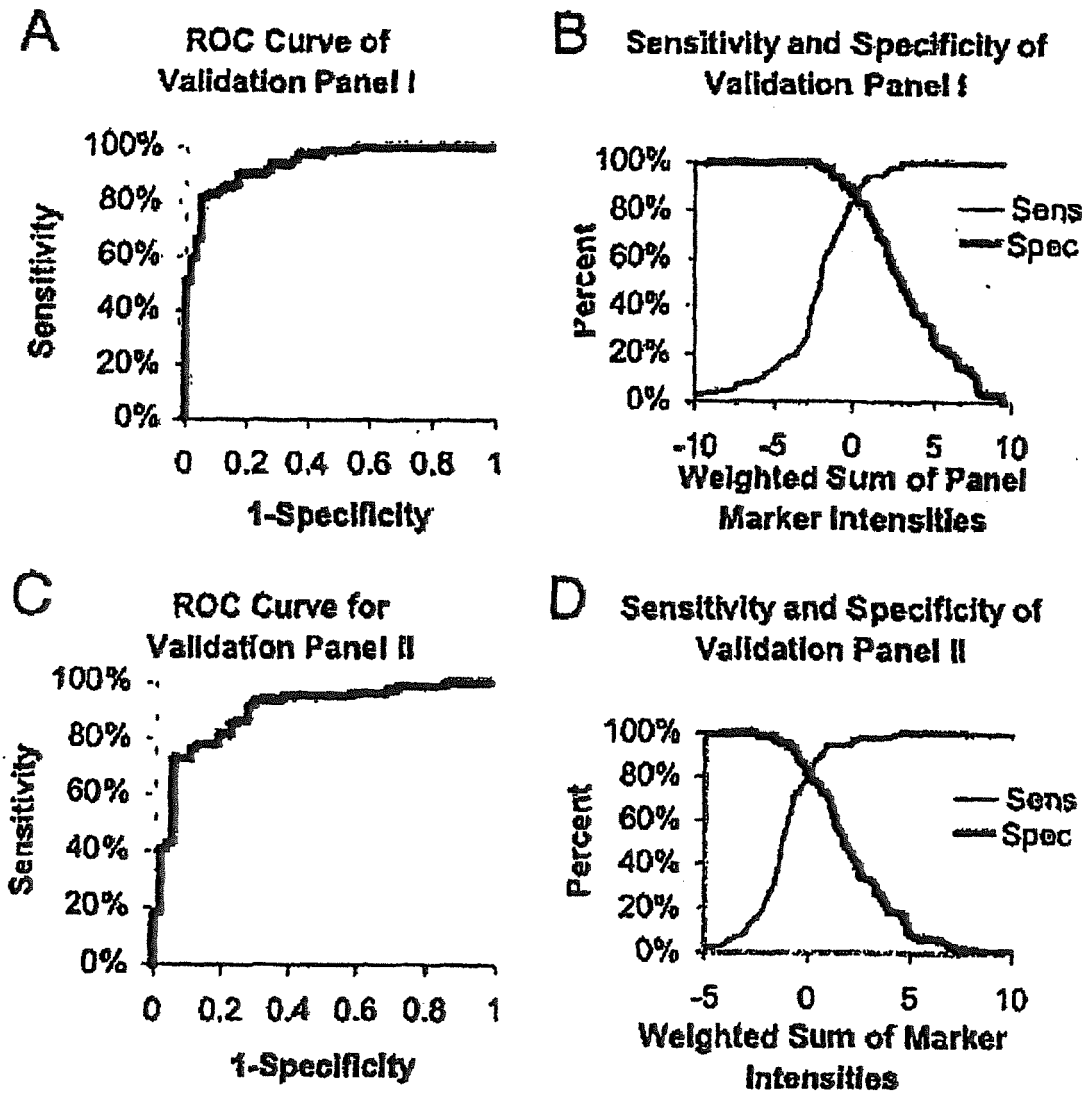 A
ROC Curve of
Validation Panel I
100%
80%
60%
40%
20%
0%
Sensitivity
0 0.2 0.4 0.6 0.8 1
1-Specificity
B
Sensitivity and Specificity of
Validation Panel I
100%
80%
60%
40%
20%
0%
Percent
Sens
Spec
-10 -5 0 5 10
Weighted Sum of Panel
Marker Intensities
C
ROC Curve for
Validation Panel II
100%
80%
60%
40%
20%
0%
Sensitivity
0 0.2 0.4 0.6 0.8 1
1-Specificity
D
Sensitivity and Specificity of
Validation Panel II
100%
80%
60%
40%
20%
0%
Percent
Sens
Spec
-5 0 5 10
Weighted Sum of Marker
Intensities